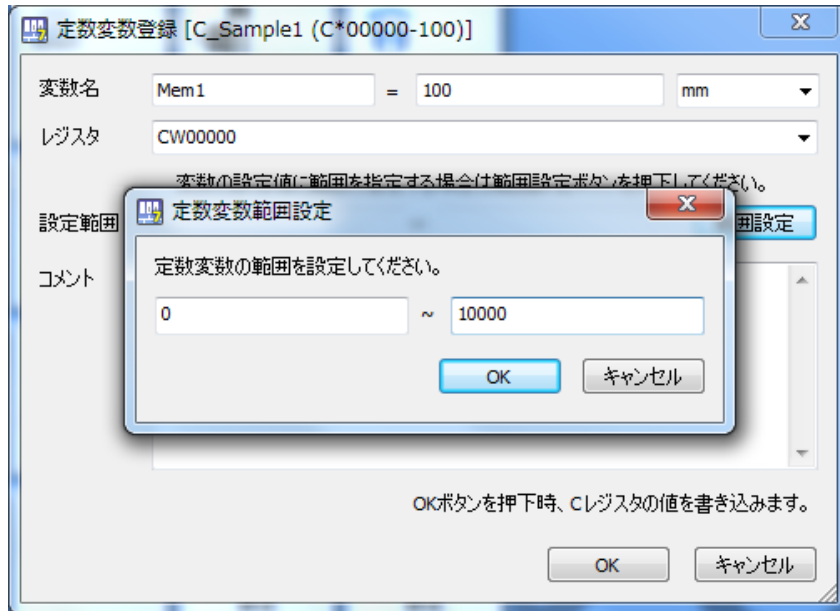 定数変数登録 [C_Sample1 (C*00000-100)]
変数名 Mem1 = 100 mm
レジスタ CW00000
変数の設定値に範囲を指定する場合は範囲設定ボタンを押下してください。
設定範囲 囲設定
定数変数範囲設定
コメント
定数変数の範囲を設定してください。
0 ~ 10000
OK キャンセル
OKボタンを押下時、Cレジスタの値を書き込みます。
OK キャンセル